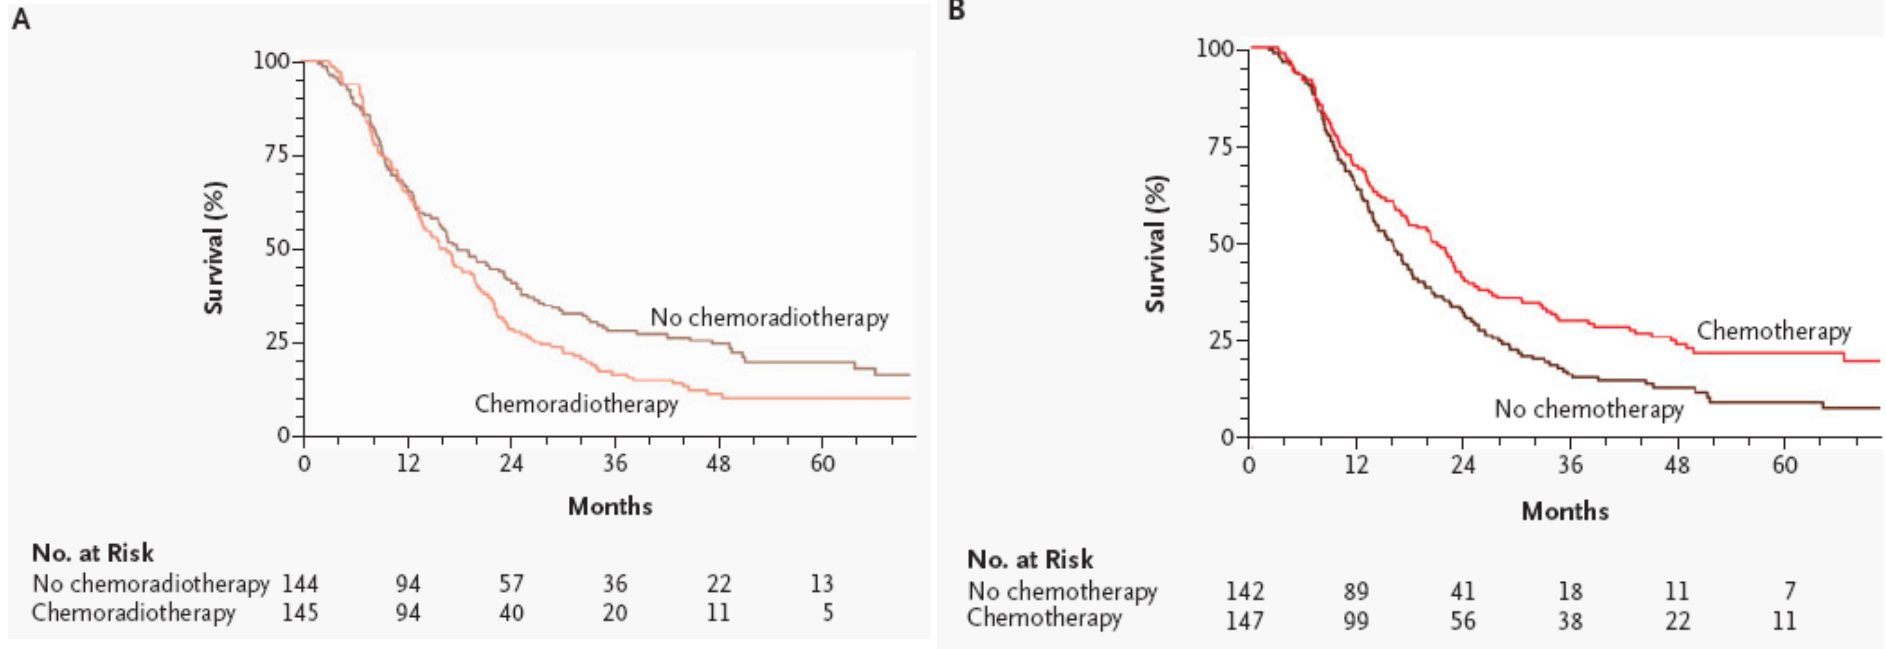 A
100
75
50
25
0
Survival (%)
No chemoradiotherapy
Chemoradiotherapy
0 12 24 36 48 60
Months
No. at Risk
No chemoradiotherapy 144 94 57 36 22 13
Chemoradiotherapy 145 94 40 20 11 5
B
100
75
50
25
0
Survival (%)
Chemotherapy
No chemotherapy
0 12 24 36 48 60
Months
No. at Risk
No chemotherapy 142 89 41 18 11 7
Chemotherapy 147 99 56 38 22 11